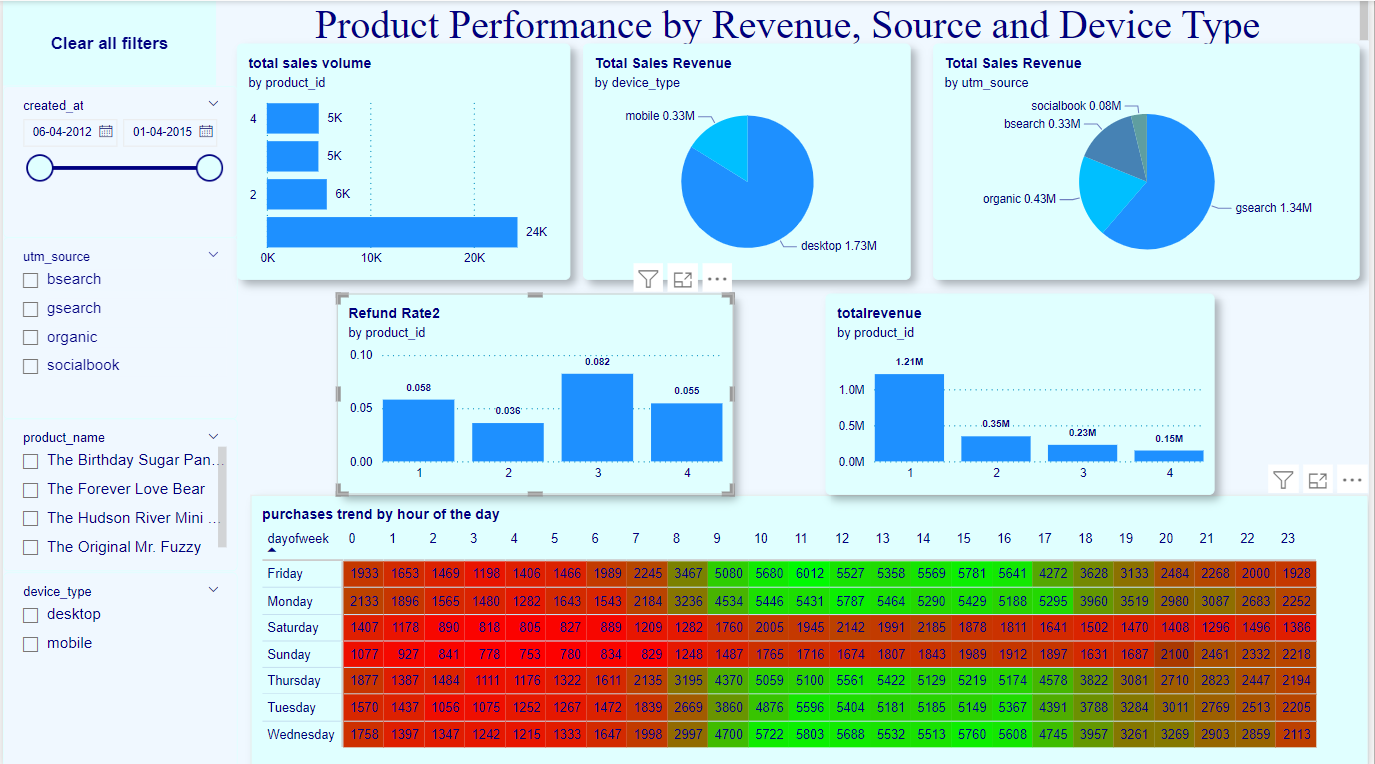 Product Performance by Revenue, Source and Device Type
Clear all filters
created_at
06-04-2012 01-04-2015
utm_source
bsearch
gsearch
organic
socialbook
product_name
The Birthday Sugar Pan...
The Forever Love Bear
The Hudson River Mini ...
The Original Mr. Fuzzy
device_type
desktop
mobile
total sales volume
by product_id
4 5K
5K
2 6K
24K
0K 10K 20K
Total Sales Revenue
by device_type
mobile 0.33M
desktop 1.73M
Total Sales Revenue
by utm_source
socialbook 0.08M
bsearch 0.33M
organic 0.43M
gsearch 1.34M
Refund Rate2
by product_id
0.10
0.05
0.00
0.058 0.036 0.082 0.055
1 2 3 4
totalrevenue
by product_id
1.0M
0.5M
0.0M
1.21M 0.35M 0.23M 0.15M
1 2 3 4
purchases trend by hour of the day
dayofweek 0 1 2 3 4 5 6 7 8 9 10 11 12 13 14 15 16 17 18 19 20 21 22 23
Friday 1933 1653 1469 1198 1406 1466 1989 2245 3467 5080 5680 6012 5527 5358 5569 5781 5641 4272 3628 3133 2484 2268 2000 1928
Monday 2133 1896 1565 1480 1282 1643 1543 2184 3236 4534 5446 5431 5787 5464 5290 5429 5188 5295 3960 3519 2980 3087 2683 2252
Saturday 1407 1178 890 818 805 827 889 1209 1282 1760 2005 1945 2142 1991 2185 1878 1811 1641 1502 1470 1408 1296 1496 1386
Sunday 1077 927 841 778 753 780 834 829 1248 1487 1765 1716 1674 1807 1843 1989 1912 1897 1631 1687 2100 2461 2332 2218
Thursday 1877 1387 1484 1111 1176 1322 1611 2135 3195 4370 5059 5100 5561 5422 5129 5219 5174 4578 3822 3081 2710 2823 2447 2194
Tuesday 1570 1437 1056 1075 1252 1267 1472 1839 2669 3860 4876 5596 5404 5181 5185 5149 5367 4391 3788 3284 3011 2769 2513 2205
Wednesday 1758 1397 1347 1242 1215 1333 1647 1998 2997 4700 5722 5803 5688 5532 5513 5760 5608 4745 3957 3261 3269 2903 2859 2113